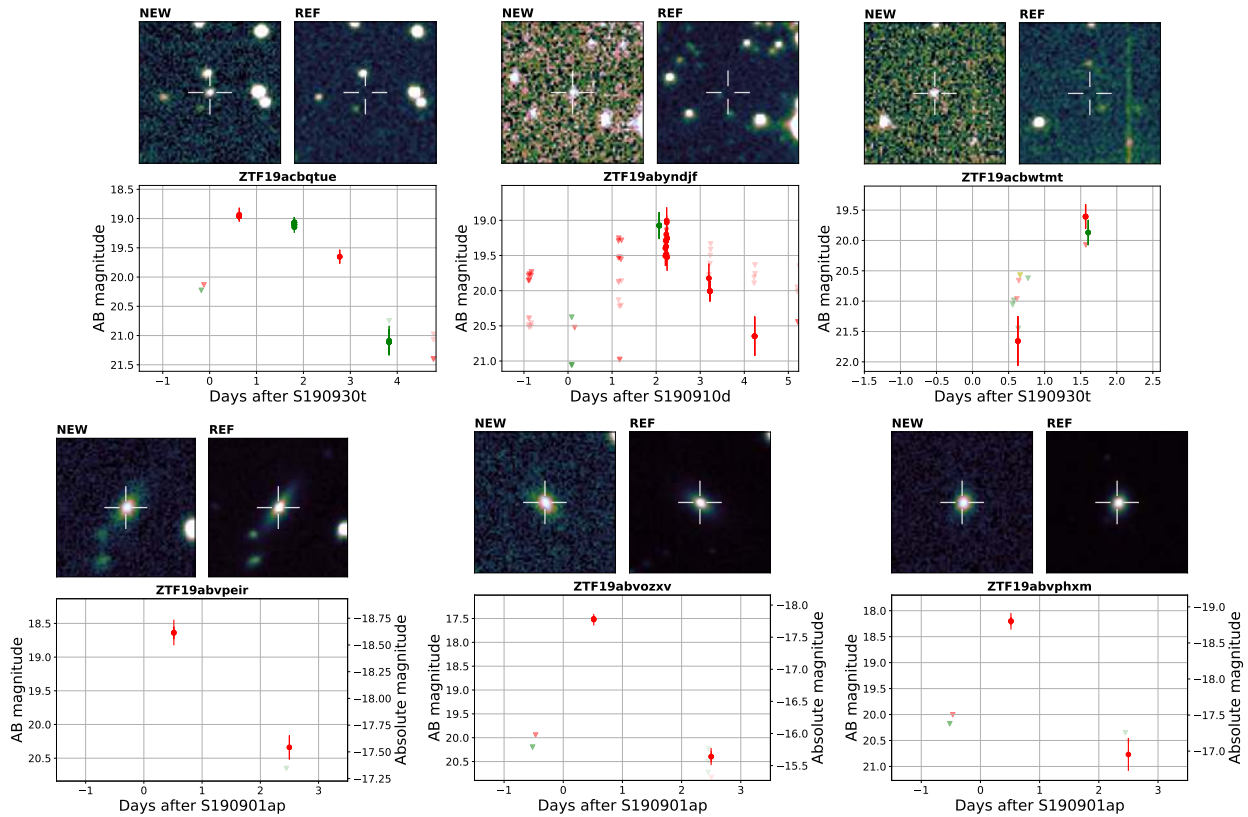 NEW REF NEW REF NEW REF
ZTF19acbqtue ZTF19abyndjf ZTF19acbwtmt
AB magnitude
18.5
19.0
19.5
20.0
20.5
21.0
21.5
−1 0 1 2 3 4
Days after S190930t
AB magnitude
19.0
19.5
20.0
20.5
21.0
−1 0 1 2 3 4 5
Days after S190910d
AB magnitude
19.5
20.0
20.5
21.0
21.5
22.0
−1.5 −1.0 −0.5 0.0 0.5 1.0 1.5 2.0 2.5
Days after S190930t
NEW REF NEW REF NEW REF
ZTF19abvpeir ZTF19abvozxv ZTF19abvphxm
AB magnitude
18.5
19.0
19.5
20.0
20.5
−1 0 1 2 3
Days after S190901ap
−18.75
−18.50
−18.25
−18.00
−17.75
−17.50
−17.25
Absolute magnitude
AB magnitude
17.5
18.0
18.5
19.0
19.5
20.0
20.5
−1 0 1 2 3
Days after S190901ap
−18.0
−17.5
−17.0
−16.5
−16.0
−15.5
Absolute magnitude
AB magnitude
18.0
18.5
19.0
19.5
20.0
20.5
21.0
−1 0 1 2 3
Days after S190901ap
−19.0
−18.5
−18.0
−17.5
−17.0
Absolute magnitude